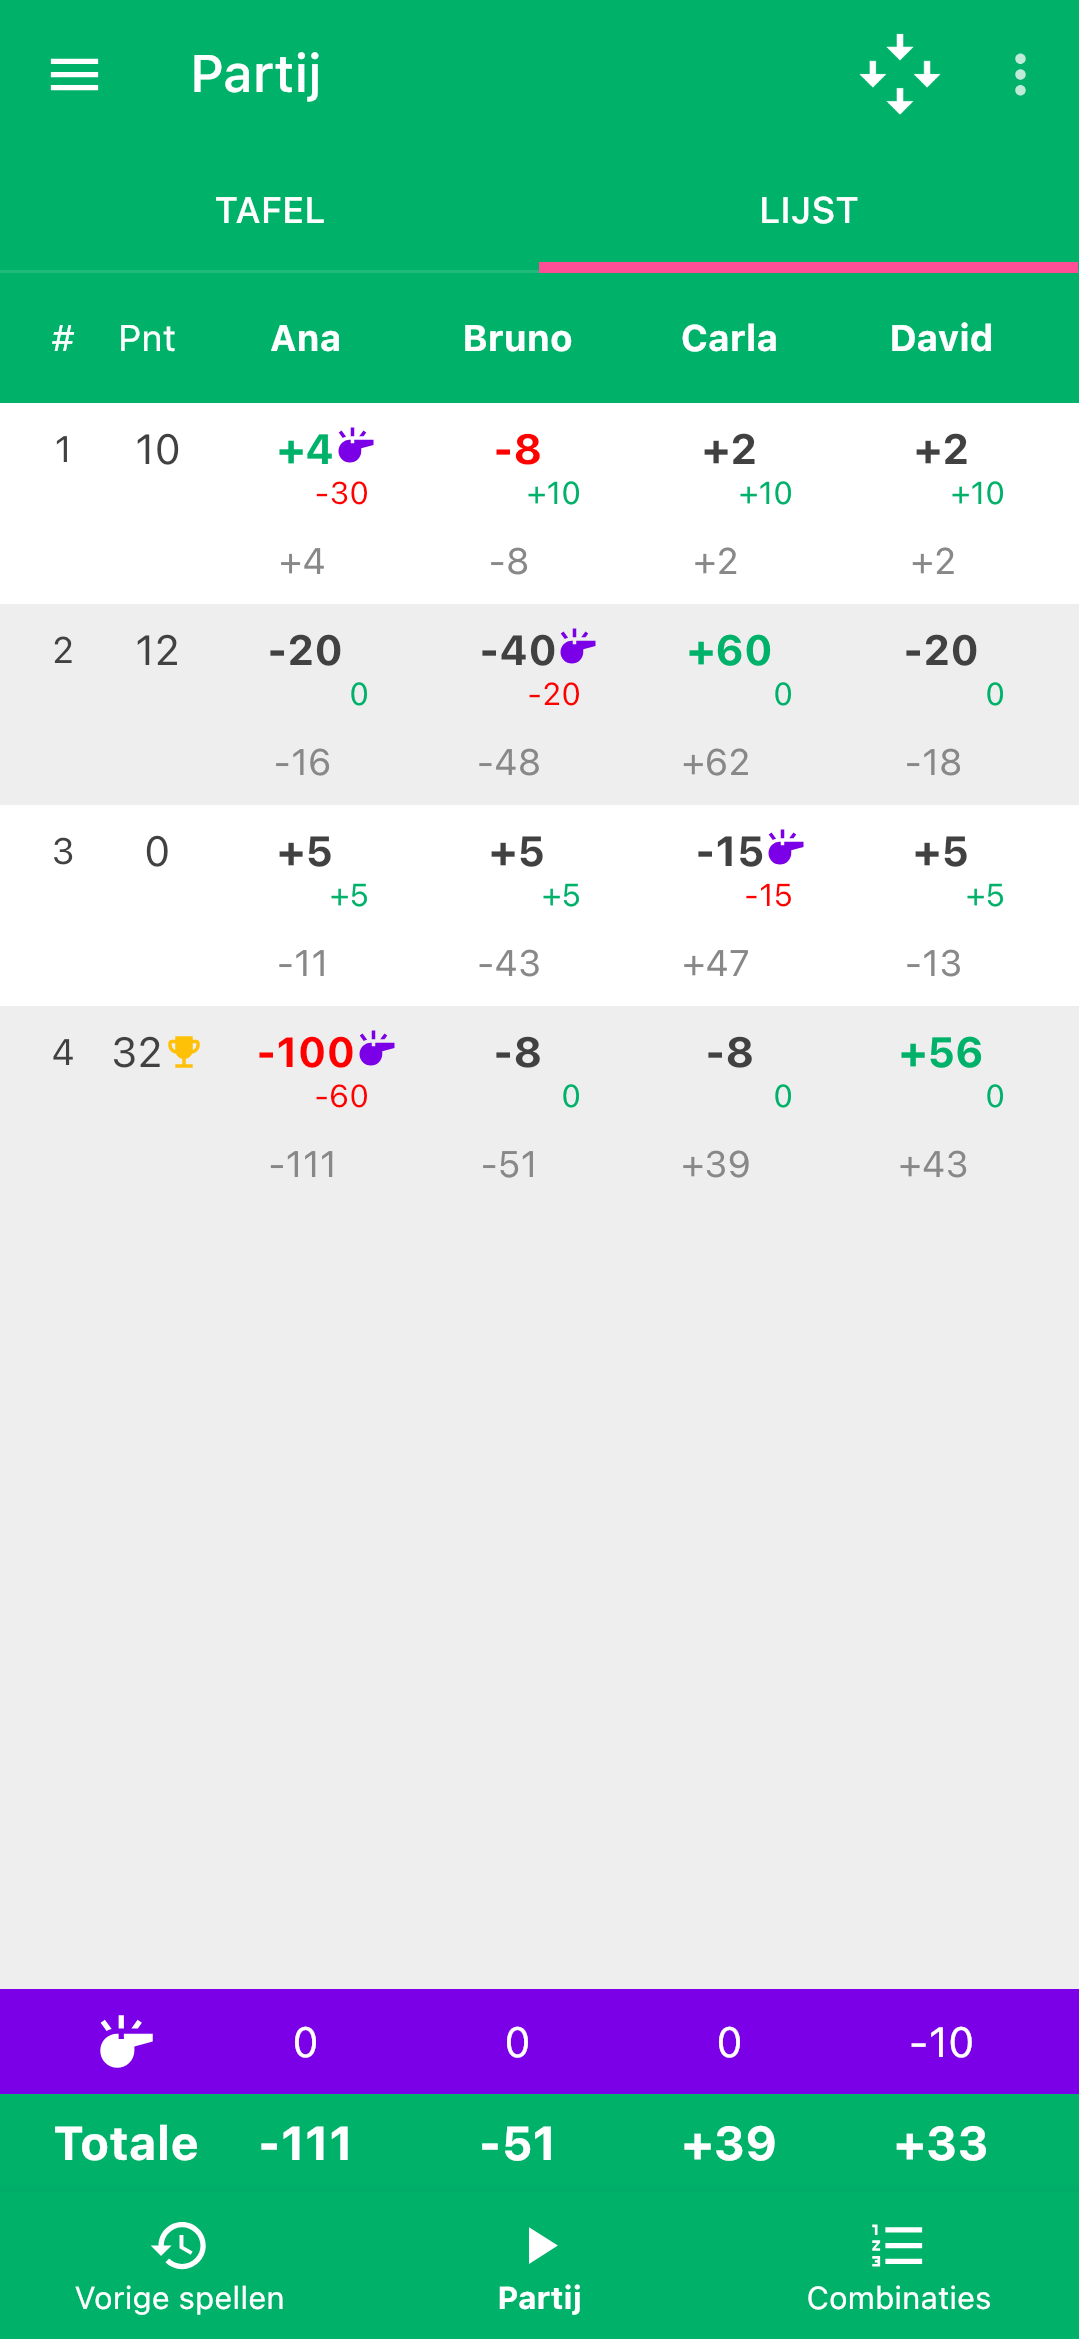 Partij
TAFEL LIJST
# Pnt Ana Bruno Carla David
1 10 +4 -8 +2 +2
-30 +10 +10 +10
+4 -8 +2 +2
2 12 -20 -40 +60 -20
0 -20 0 0
-16 -48 +62 -18
3 0 +5 +5 -15 +5
+5 +5 -15 +5
-11 -43 +47 -13
4 32 -100 -8 -8 +56
-60 0 0 0
-111 -51 +39 +43
0 0 0 -10
Totale -111 -51 +39 +33
Vorige spellen Partij Combinaties